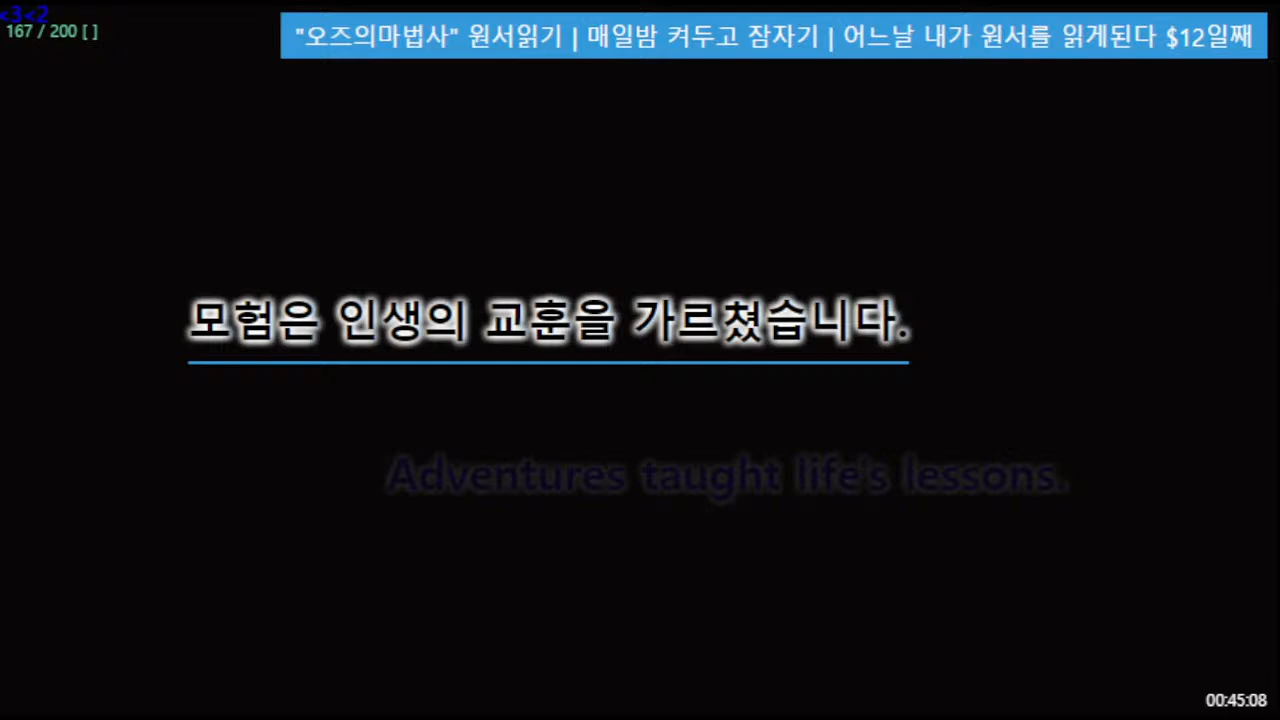 <3<2
167 / 200 [ ]
"오즈의마법사" 원서읽기 | 매일밤 켜두고 잠자기 | 어느날 내가 원서를 읽게된다 $12일째
모험은 인생의 교훈을 가르쳤습니다.
Adventures taught life's lessons.
00:45:08